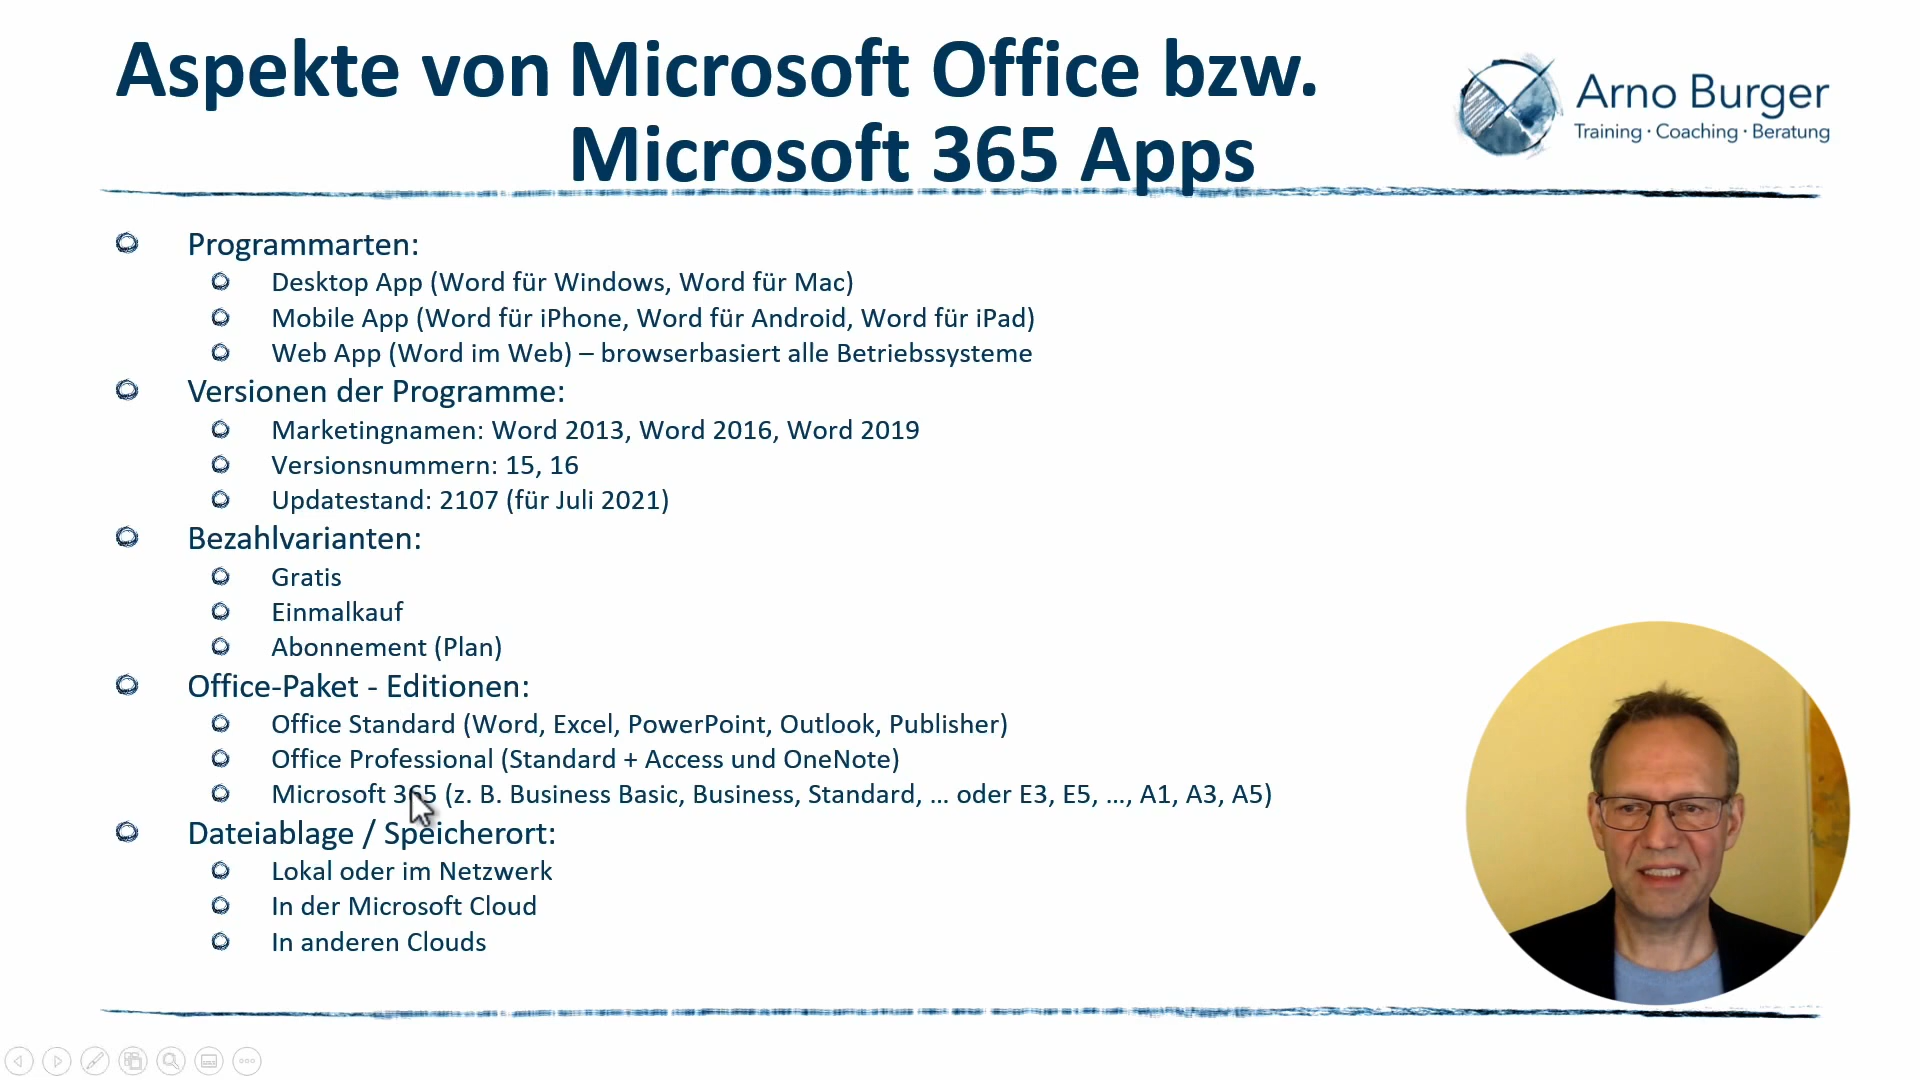 Aspekte von Microsoft Office bzw.
Microsoft 365 Apps
Arno Burger
Training · Coaching · Beratung
Programmarten:
Desktop App (Word für Windows, Word für Mac)
Mobile App (Word für iPhone, Word für Android, Word für iPad)
Web App (Word im Web) – browserbasiert alle Betriebssysteme
Versionen der Programme:
Marketingnamen: Word 2013, Word 2016, Word 2019
Versionsnummern: 15, 16
Updatestand: 2107 (für Juli 2021)
Bezahlvarianten:
Gratis
Einmalkauf
Abonnement (Plan)
Office-Paket - Editionen:
Office Standard (Word, Excel, PowerPoint, Outlook, Publisher)
Office Professional (Standard + Access und OneNote)
Microsoft 365 (z. B. Business Basic, Business, Standard, … oder E3, E5, …, A1, A3, A5)
Dateiablage / Speicherort:
Lokal oder im Netzwerk
In der Microsoft Cloud
In anderen Clouds